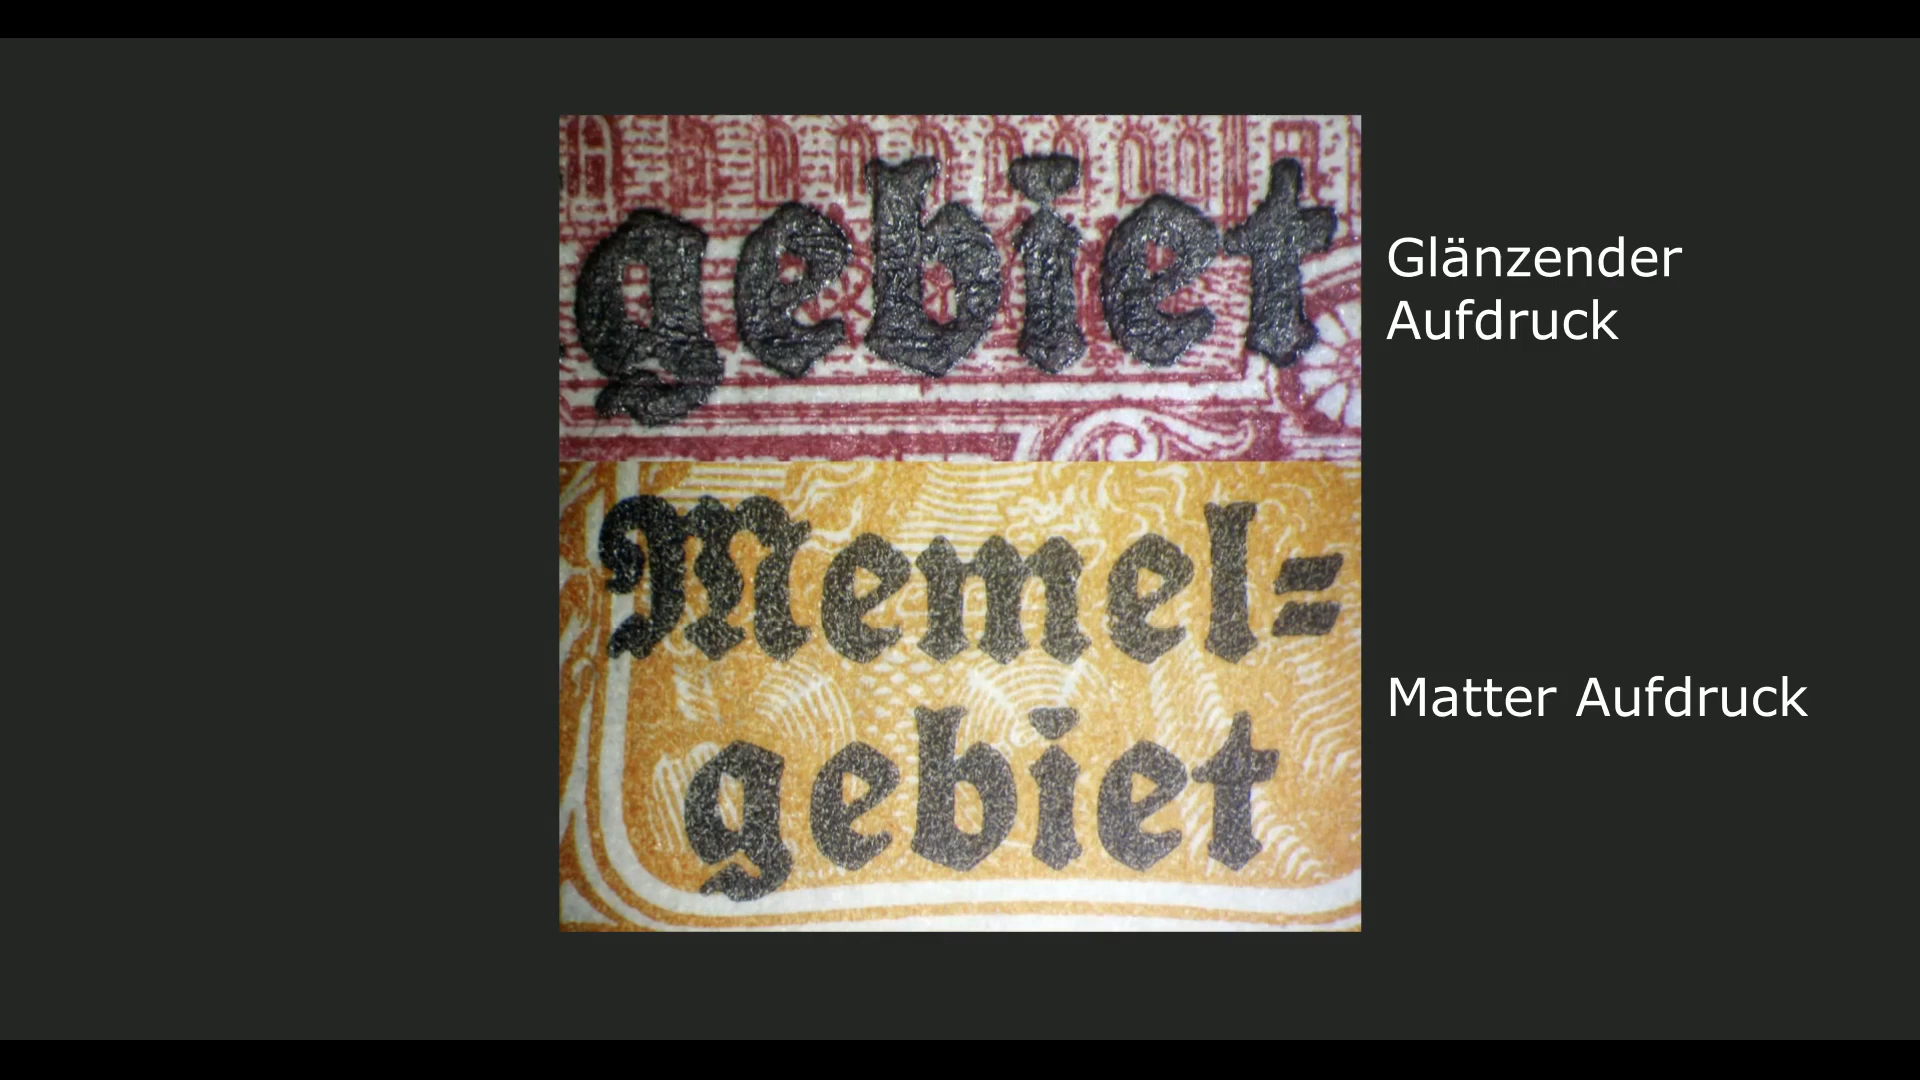 gebiet
Glänzender
Aufdruck
Memel=
gebiet
Matter Aufdruck